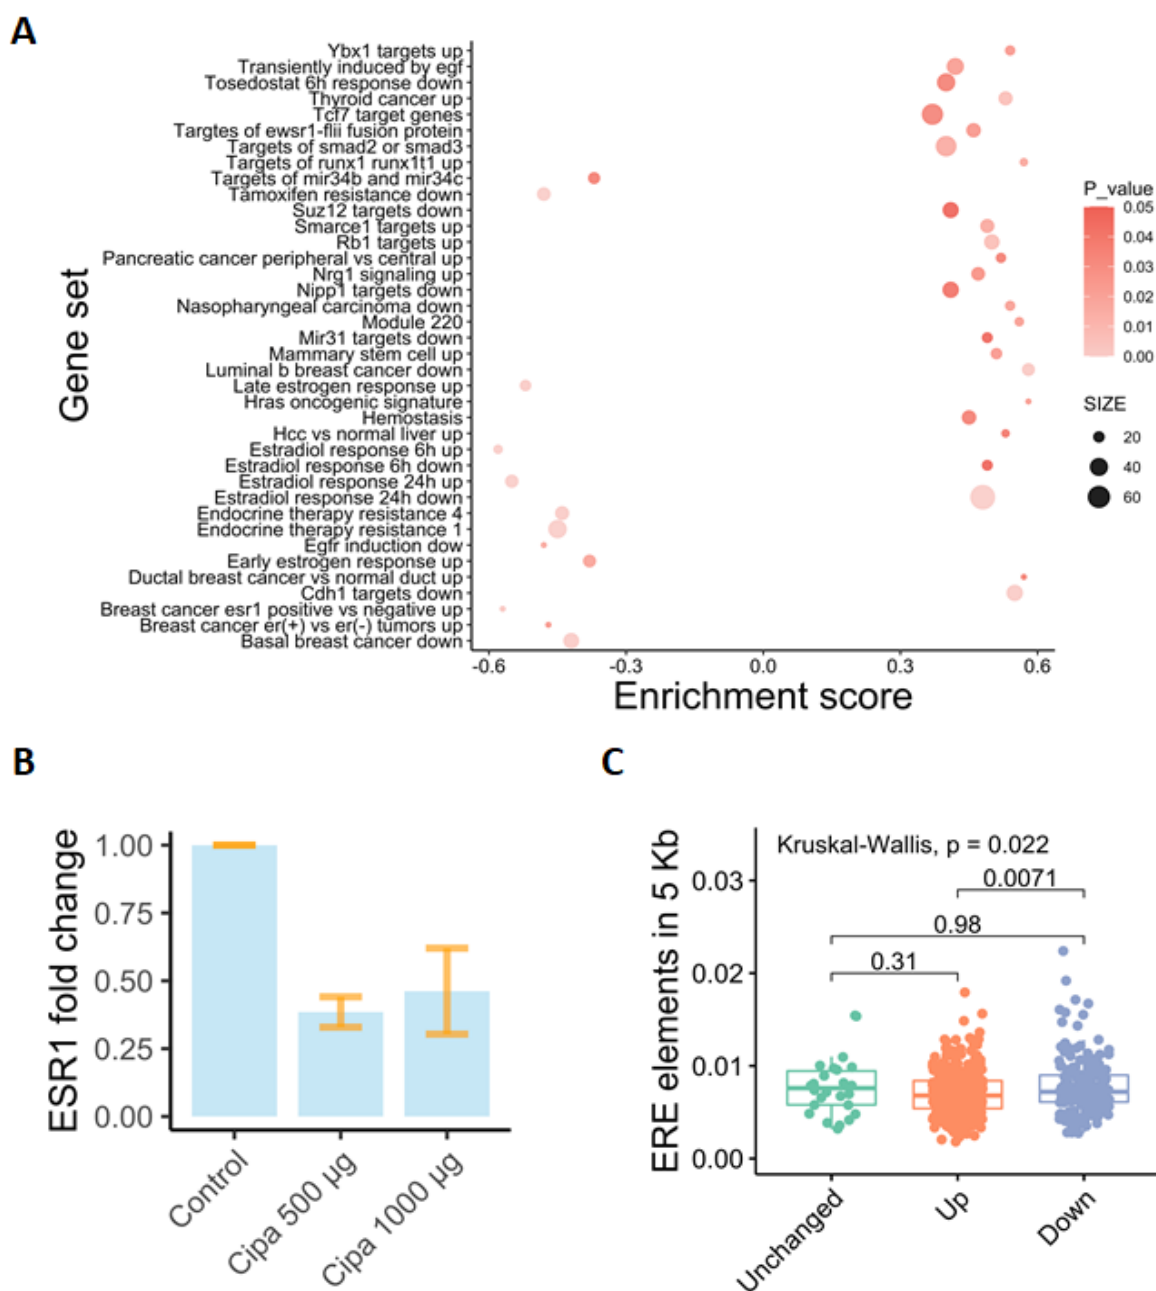 A
Gene set
Ybx1 targets up
Transiently induced by egf
Tosedostat 6h response down
Thyroid cancer up
Tcf7 target genes
Targtes of ewsr1-flii fusion protein
Targets of smad2 or smad3
Targets of runx1 runx1t1 up
Targets of mir34b and mir34c
Tamoxifen resistance down
Suz12 targets down
Smarce1 targets up
Rb1 targets up
Pancreatic cancer peripheral vs central up
Nrg1 signaling up
Nipp1 targets down
Nasopharyngeal carcinoma down
Module 220
Mir31 targets down
Mammary stem cell up
Luminal b breast cancer down
Late estrogen response up
Hras oncogenic signature
Hemostasis
Hcc vs normal liver up
Estradiol response 6h up
Estradiol response 6h down
Estradiol response 24h up
Estradiol response 24h down
Endocrine therapy resistance 4
Endocrine therapy resistance 1
Egfr induction dow
Early estrogen response up
Ductal breast cancer vs normal duct up
Cdh1 targets down
Breast cancer esr1 positive vs negative up
Breast cancer er(+) vs er(-) tumors up
Basal breast cancer down
-0.6 -0.3 0.0 0.3 0.6
Enrichment score
P_value
0.05
0.04
0.03
0.02
0.01
0.00
SIZE
20
40
60
B
ESR1 fold change
1.00
0.75
0.50
0.25
0.00
Control
Cipa 500 µg
Cipa 1000 µg
C
ERE elements in 5 Kb
Kruskal-Wallis, p = 0.022
0.0071
0.98
0.31
0.03
0.02
0.01
0.00
Unchanged
Up
Down